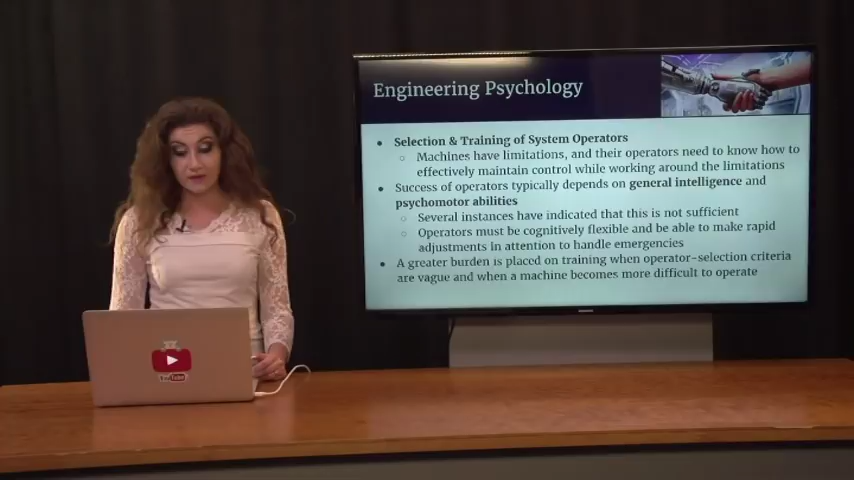 Engineering Psychology
• Selection & Training of System Operators
○ Machines have limitations, and their operators need to know how to
effectively maintain control while working around the limitations
• Success of operators typically depends on general intelligence and
psychomotor abilities
○ Several instances have indicated that this is not sufficient
○ Operators must be cognitively flexible and be able to make rapid
adjustments in attention to handle emergencies
• A greater burden is placed on training when operator-selection criteria
are vague and when a machine becomes more difficult to operate
YouTube